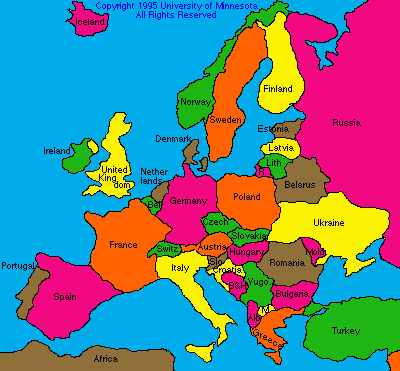 Copyright 1995 University of Minnesota.
All Rights Reserved
Iceland
Norway
Sweden
Finland
Russia
Estonia
Latvia
Lith
R
Denmark
Ireland
United
King
dom
Nether
lands
Bel
Germany
Poland
Belarus
Ukraine
Czech
Slovakia
France
Switz
Austria
Hungary
Mold
Romania
Slo
Croatia
Italy
B&H
Yugo
Bulgaria
Portugal
Spain
Alb
M
Greece
Turkey
Africa